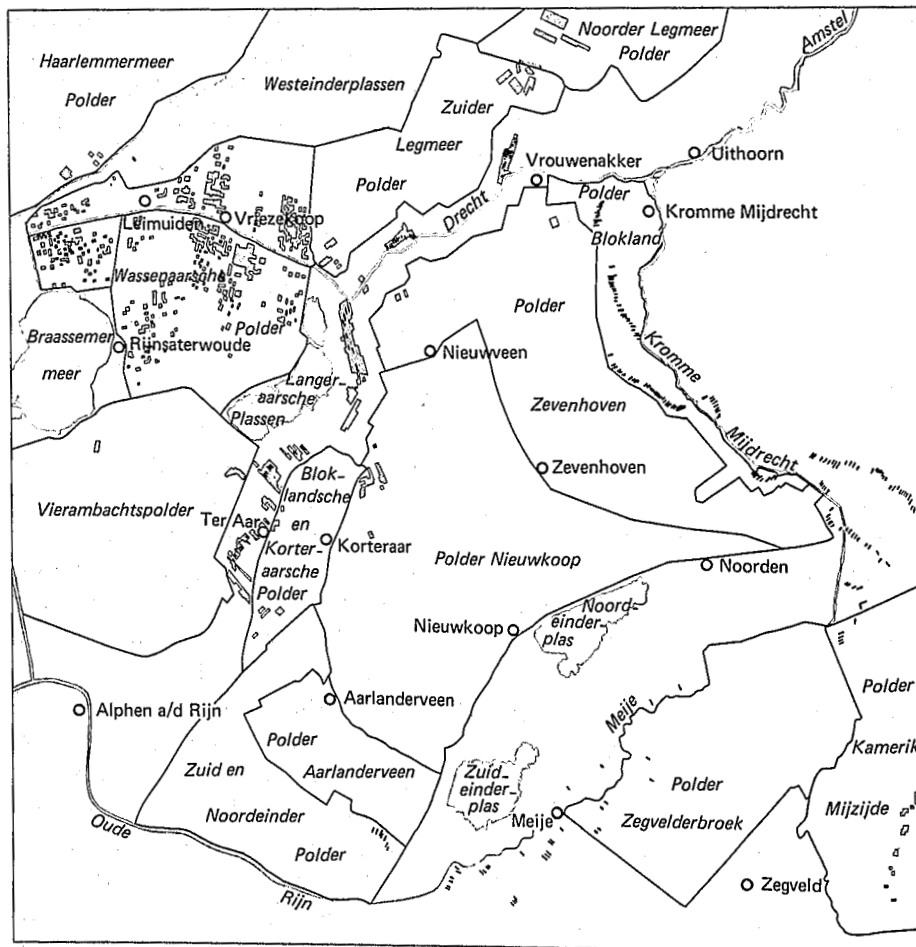 Haarlemmermeer
Polder
Westeinderplassen
Noorder Legmeer
Polder
Amstel
Zuider
Legmeer
Polder
Vrouwenakker
Uithoorn
Polder
Blokland
Kromme Mijdrecht
Leimuiden
Vriezekoop
Drecht
Wassenaarsche
Polder
Braassemer
meer
Rijnsaterwoude
Polder
Nieuwveen
Kromme
Langer-
aarsche
Plassen
Zevenhoven
Zevenhoven
Mijdrecht
Vierambachtspolder
Blok-
landsche
en
Korter-
aarsche
Polder
Ter Aar
Korteraar
Polder Nieuwkoop
Noorden
Noord-
einder-
plas
Nieuwkoop
Alphen a/d Rijn
Aarlanderveen
Meije
Polder
Kamerik
Mijzijde
Polder
Aarlanderveen
Zuid en
Noordeinder
Polder
Zuid-
einder-
plas
Meije
Polder
Zegvelderbroek
Oude
Rijn
Zegveld